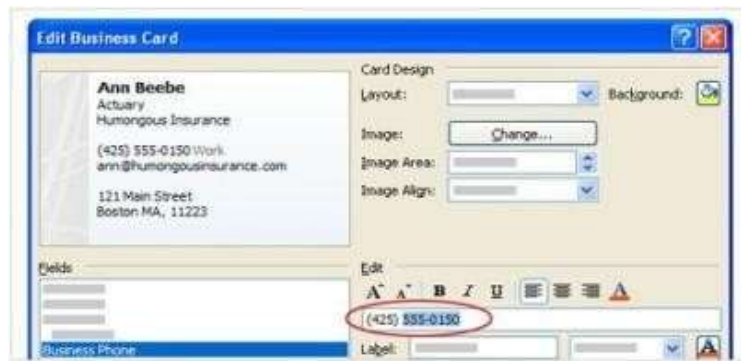 Edit Business Card
Ann Beebe
Actuary
Humongous Insurance
(425) 555-0150 Work
ann@humongousinsurance.com
121 Main Street
Boston MA, 11223
Card Design
Layout:
Background:
Image:
Change...
Image Area:
Image Align:
Fields
Business Phone
Edit
A A B I U A
(425) 555-0150
Label:
A